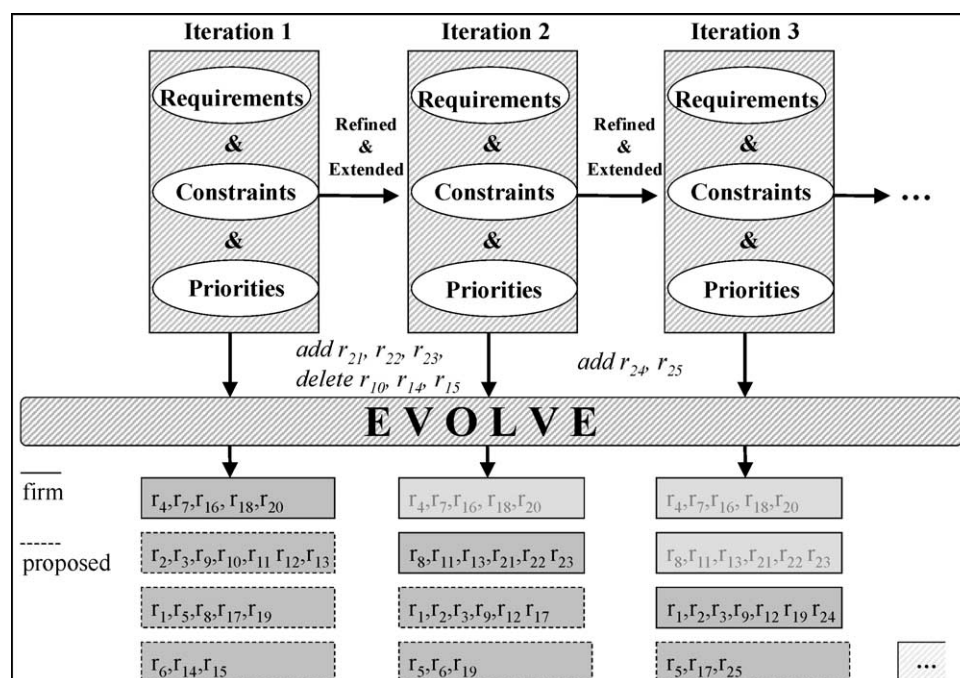 Iteration 1 Iteration 2 Iteration 3
Requirements Requirements Requirements
Refined Refined
& & & & &
Extended Extended
Constraints Constraints Constraints ...
& & &
Priorities Priorities Priorities
add r21, r22, r23, add r24, r25
delete r10, r14, r15
EVOLVE
firm r4,r7,r16, r18,r20 r4,r7,r16, r18,r20 r4,r7,r16, r18,r20
proposed r2,r3,r9,r10,r11 r12,r13 r8,r11,r13,r21,r22 r23 r8,r11,r13,r21,r22 r23
r1,r5,r8,r17,r19 r1,r2,r3,r9,r12 r17 r1,r2,r3,r9,r12 r19 r24
r6,r14,r15 r5,r6,r19 r5,r17,r25 ...